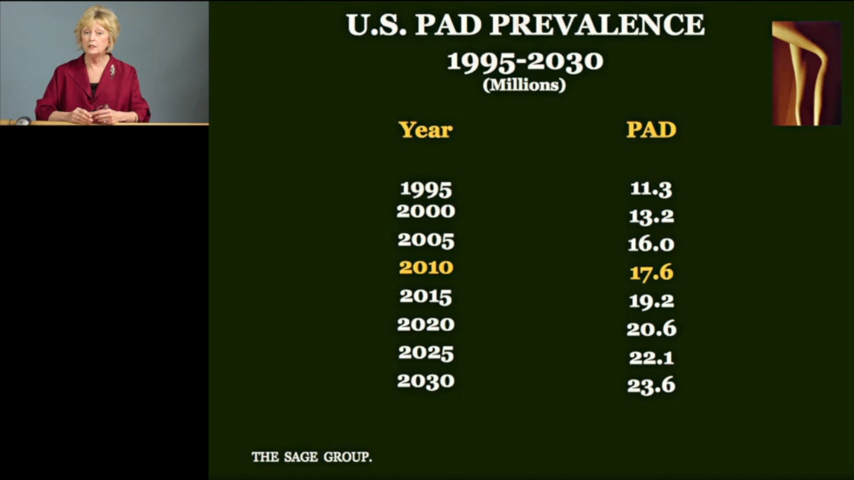 U.S. PAD PREVALENCE
1995-2030
(Millions)
Year PAD
1995 11.3
2000 13.2
2005 16.0
2010 17.6
2015 19.2
2020 20.6
2025 22.1
2030 23.6
THE SAGE GROUP.